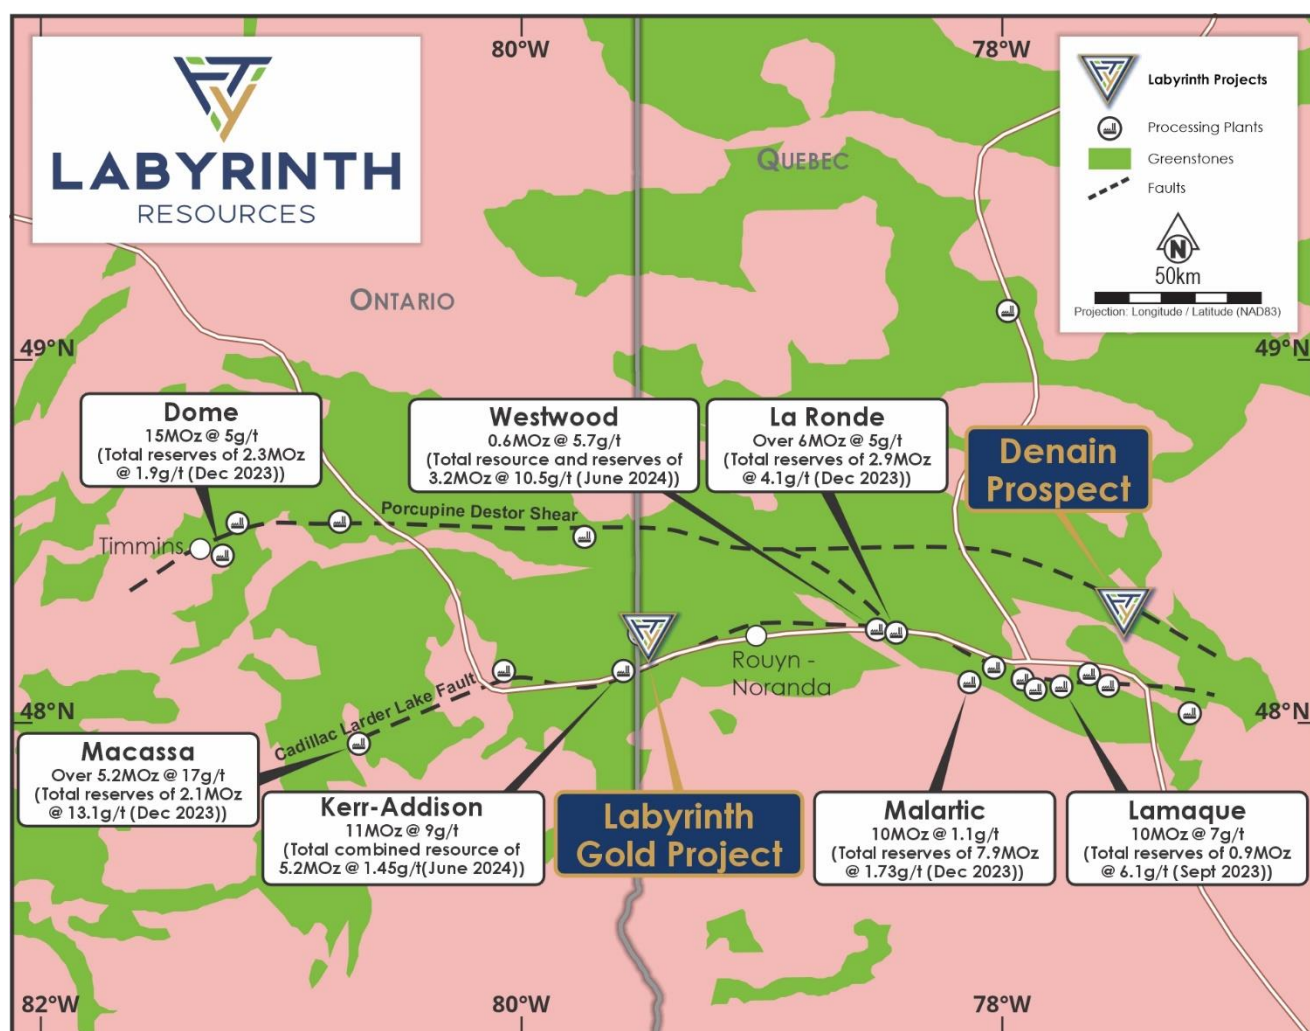 80°W
78°W
LABYRINTH
RESOURCES
Labyrinth Projects
Processing Plants
Greenstones
Faults
N
50km
Projection: Longitude / Latitude (NAD83)
QUEBEC
ONTARIO
49°N
49°N
Dome
15MOz @ 5g/t
(Total reserves of 2.3MOz
@ 1.9g/t (Dec 2023))
Westwood
0.6MOz @ 5.7g/t
(Total resource and reserves of
3.2MOz @ 10.5g/t (June 2024))
La Ronde
Over 6MOz @ 5g/t
(Total reserves of 2.9MOz
@ 4.1g/t (Dec 2023))
Denain
Prospect
Porcupine Destor Shear
Timmins
Rouyn -
Noranda
Cadillac Larder Lake Fault
48°N
48°N
Macassa
Over 5.2MOz @ 17g/t
(Total reserves of 2.1MOz
@ 13.1g/t (Dec 2023))
Kerr-Addison
11MOz @ 9g/t
(Total combined resource of
5.2MOz @ 1.45g/t(June 2024))
Labyrinth
Gold Project
Malartic
10MOz @ 1.1g/t
(Total reserves of 7.9MOz
@ 1.73g/t (Dec 2023))
Lamaque
10MOz @ 7g/t
(Total reserves of 0.9MOz
@ 6.1g/t (Sept 2023))
82°W
80°W
78°W